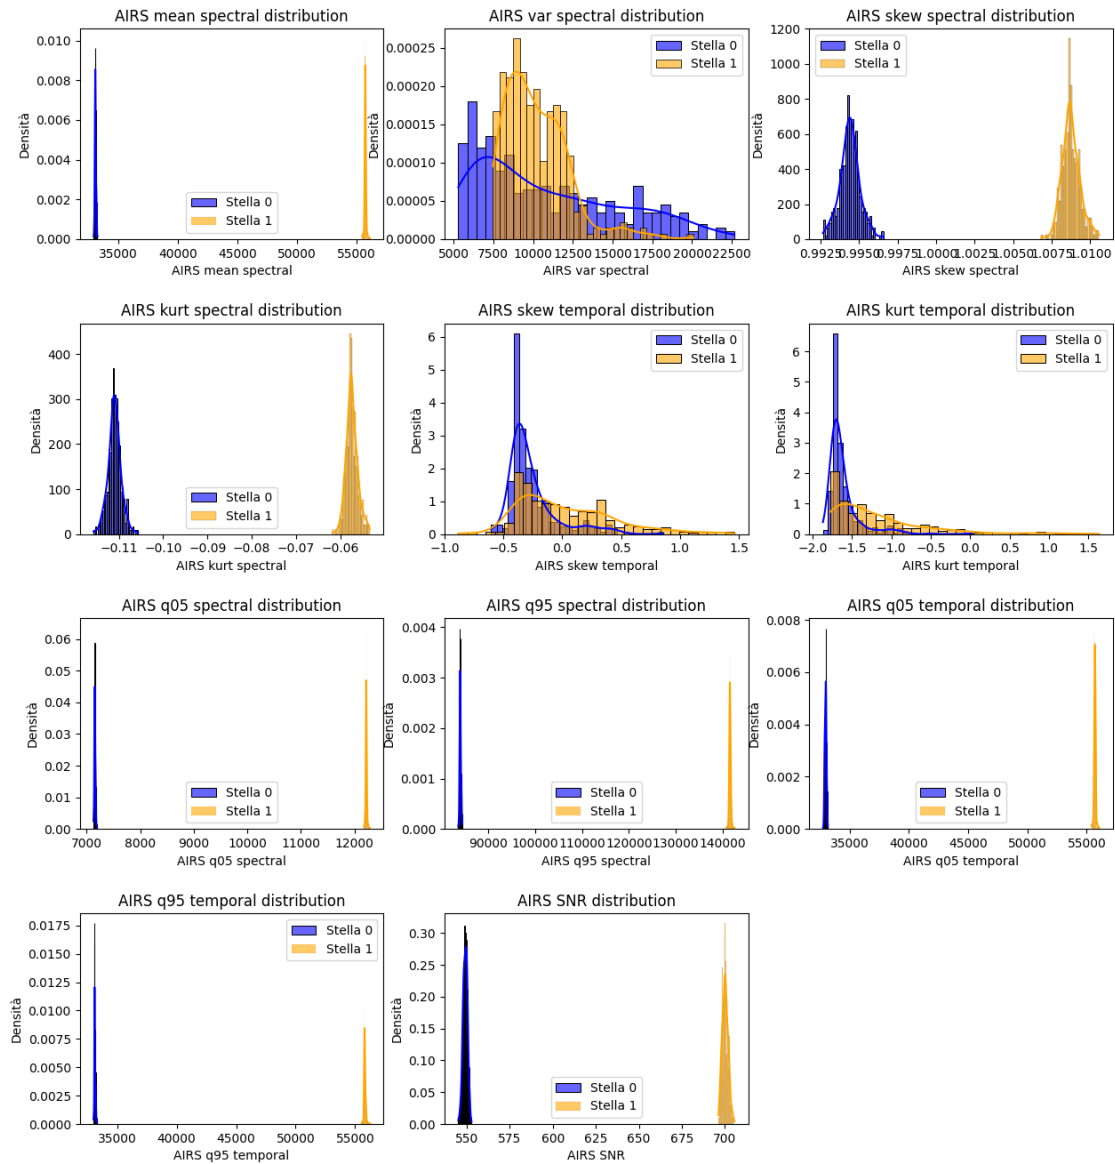 AIRS mean spectral distribution
0.010
0.008
0.006
0.004
0.002
0.000
Densità
Stella 0
Stella 1
35000 40000 45000 50000 55000
AIRS mean spectral
AIRS var spectral distribution
0.00025
0.00020
0.00015
0.00010
0.00005
0.00000
Densità
Stella 0
Stella 1
5000 7500 10000 12500 15000 17500 20000 22500
AIRS var spectral
AIRS skew spectral distribution
1200
1000
800
600
400
200
0
Densità
Stella 0
Stella 1
0.9925 0.9950 0.9975 1.0000 1.0025 1.0050 1.0075 1.0100
AIRS skew spectral
AIRS kurt spectral distribution
400
300
200
100
0
Densità
Stella 0
Stella 1
−0.11 −0.10 −0.09 −0.08 −0.07 −0.06
AIRS kurt spectral
AIRS skew temporal distribution
6
5
4
3
2
1
0
Densità
Stella 0
Stella 1
−1.0 −0.5 0.0 0.5 1.0 1.5
AIRS skew temporal
AIRS kurt temporal distribution
6
5
4
3
2
1
0
Densità
Stella 0
Stella 1
−2.0 −1.5 −1.0 −0.5 0.0 0.5 1.0 1.5
AIRS kurt temporal
AIRS q05 spectral distribution
0.06
0.05
0.04
0.03
0.02
0.01
0.00
Densità
Stella 0
Stella 1
7000 8000 9000 10000 11000 12000
AIRS q05 spectral
AIRS q95 spectral distribution
0.004
0.003
0.002
0.001
0.000
Densità
Stella 0
Stella 1
90000 100000 110000 120000 130000 140000
AIRS q95 spectral
AIRS q05 temporal distribution
0.008
0.006
0.004
0.002
0.000
Densità
Stella 0
Stella 1
35000 40000 45000 50000 55000
AIRS q05 temporal
AIRS q95 temporal distribution
0.0175
0.0150
0.0125
0.0100
0.0075
0.0050
0.0025
0.0000
Densità
Stella 0
Stella 1
35000 40000 45000 50000 55000
AIRS q95 temporal
AIRS SNR distribution
0.30
0.25
0.20
0.15
0.10
0.05
0.00
Densità
Stella 0
Stella 1
550 575 600 625 650 675 700
AIRS SNR